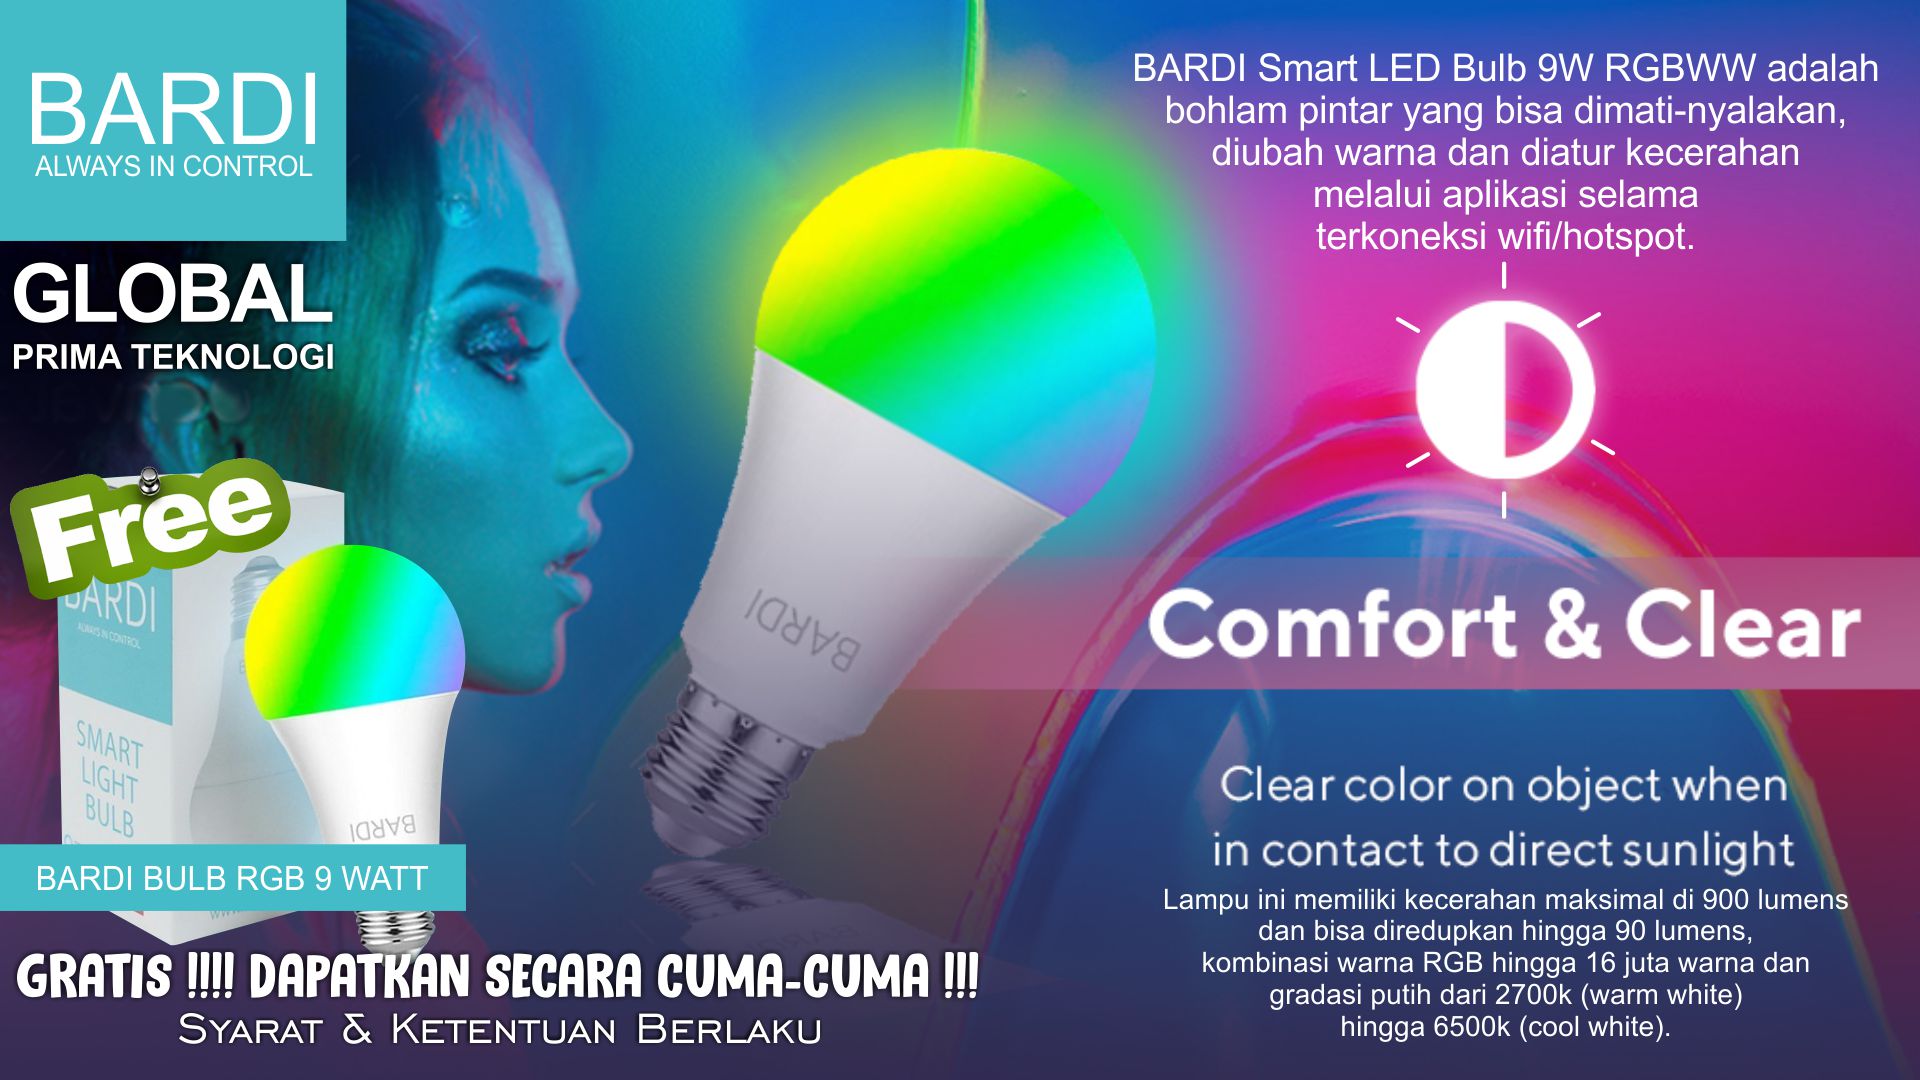 BARDI
ALWAYS IN CONTROL
GLOBAL
PRIMA TEKNOLOGI
Free
BARDI
ALWAYS IN CONTROL
SMART
LIGHT
BULB
BARDI
BARDI BULB RGB 9 WATT
GRATIS !!!! DAPATKAN SECARA CUMA-CUMA !!!
SYARAT & KETENTUAN BERLAKU
BARDI
BARDI Smart LED Bulb 9W RGBWW adalah
bohlam pintar yang bisa dimati-nyalakan,
diubah warna dan diatur kecerahan
melalui aplikasi selama
terkoneksi wifi/hotspot.
Comfort & Clear
Clear color on object when
in contact to direct sunlight
Lampu ini memiliki kecerahan maksimal di 900 lumens
dan bisa diredupkan hingga 90 lumens,
kombinasi warna RGB hingga 16 juta warna dan
gradasi putih dari 2700k (warm white)
hingga 6500k (cool white).